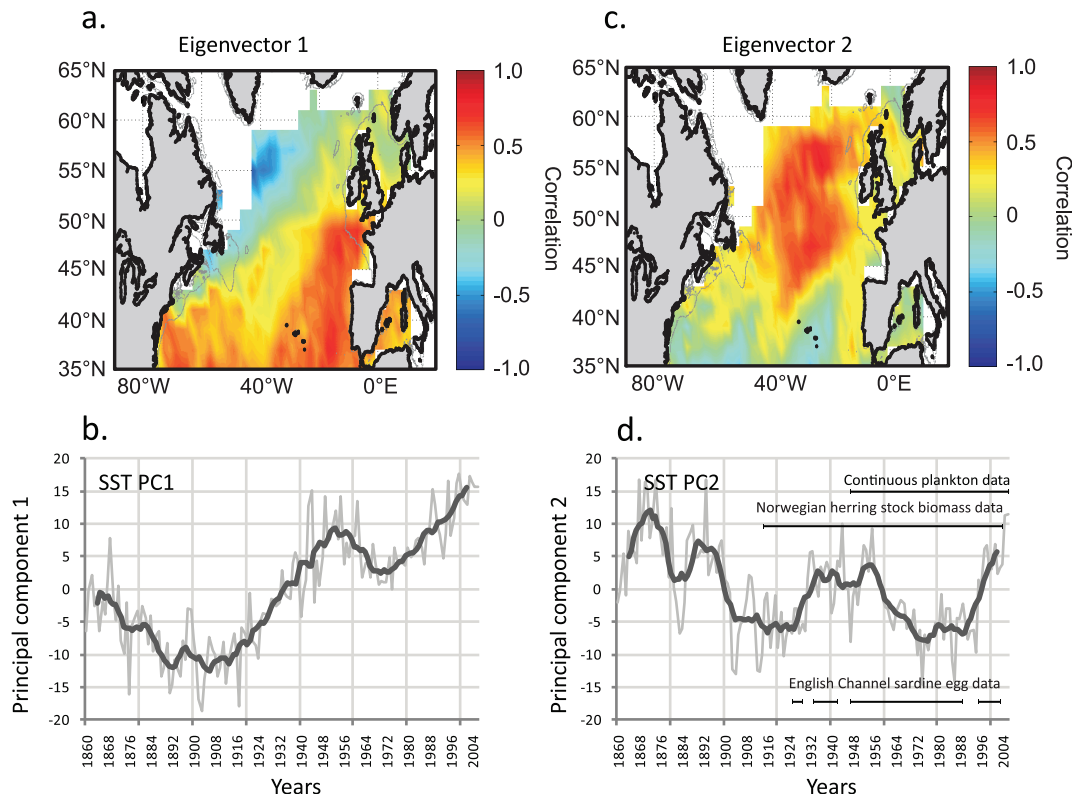 a.
Eigenvector 1
65°N
60°N
55°N
50°N
45°N
40°N
35°N
80°W
40°W
0°E
1.0
0.5
0
-0.5
-1.0
Correlation
c.
Eigenvector 2
65°N
60°N
55°N
50°N
45°N
40°N
35°N
80°W
40°W
0°E
1.0
0.5
0
-0.5
-1.0
Correlation
b.
SST PC1
Principal component 1
20
15
10
5
0
-5
-10
-15
-20
1860
1868
1876
1884
1892
1900
1908
1916
1924
1932
1940
1948
1956
1964
1972
1980
1988
1996
2004
Years
d.
SST PC2
Continuous plankton data
Norwegian herring stock biomass data
English Channel sardine egg data
Principal component 2
20
15
10
5
0
-5
-10
-15
-20
1860
1868
1876
1884
1892
1900
1908
1916
1924
1932
1940
1948
1956
1964
1972
1980
1988
1996
2004
Years